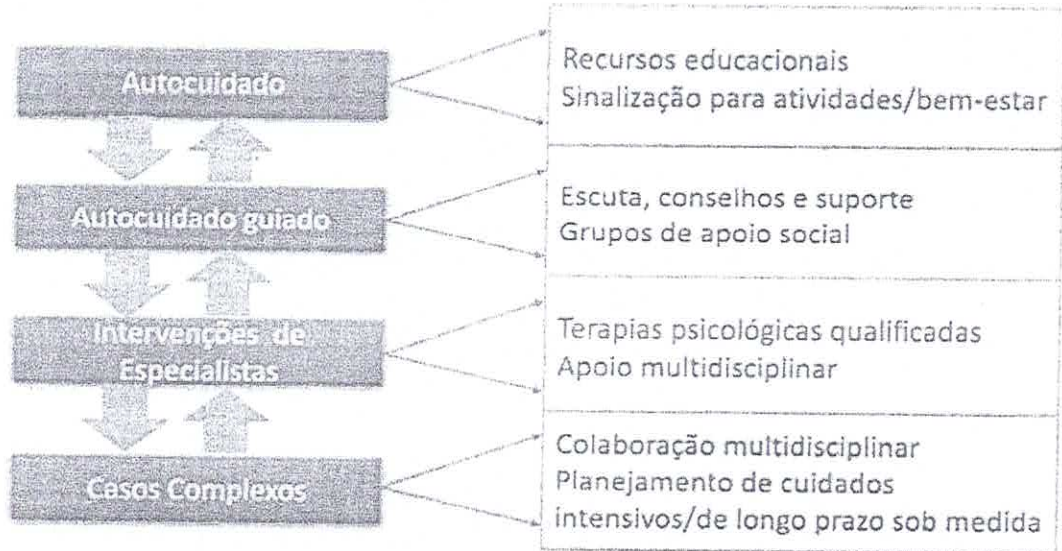 Autocuidado
Recursos educacionais
Sinalização para atividades/bem-estar
Autocuidado guiado
Escuta, conselhos e suporte
Grupos de apoio social
Intervenções de
Especialistas
Terapias psicológicas qualificadas
Apoio multidisciplinar
Casos Complexos
Colaboração multidisciplinar
Planejamento de cuidados
intensivos/de longo prazo sob medida